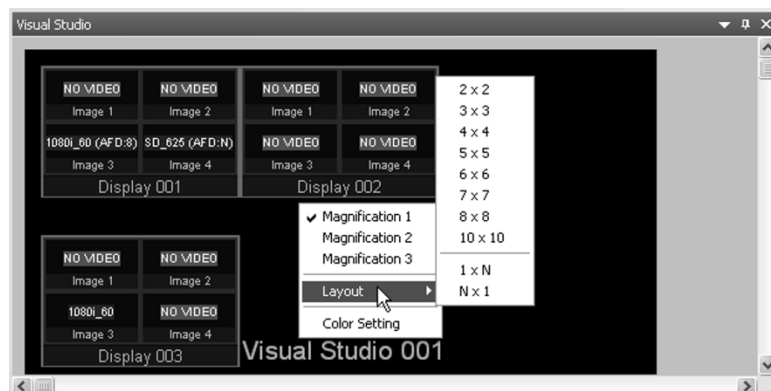 Visual Studio
NO VIDEO NO VIDEO NO VIDEO NO VIDEO
Image 1 Image 2 Image 1 Image 2
1080i_60 (AFD:8) SD_625 (AFD:N) NO VIDEO NO VIDEO
Image 3 Image 4 Image 3 Image 4
Display 001 Display 002
2 x 2
3 x 3
4 x 4
5 x 5
6 x 6
7 x 7
8 x 8
10 x 10
1 x N
N x 1
Magnification 1
Magnification 2
Magnification 3
Layout
Color Setting
NO VIDEO NO VIDEO
Image 1 Image 2
1080i_60 NO VIDEO
Image 3 Image 4
Display 003
Visual Studio 001